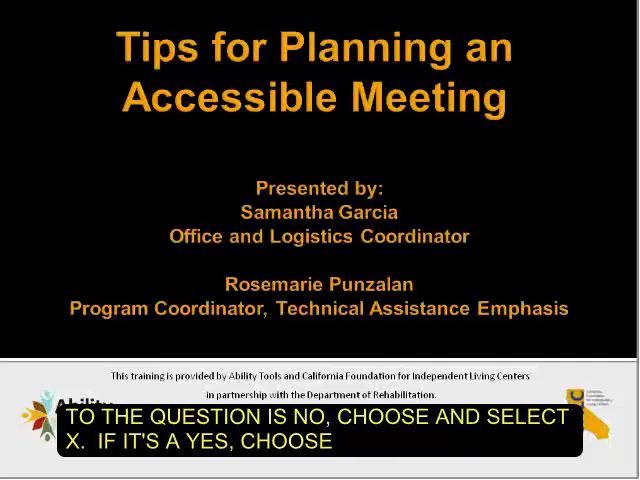 Tips for Planning an
Accessible Meeting
Presented by:
Samantha Garcia
Office and Logistics Coordinator
Rosemarie Punzalan
Program Coordinator, Technical Assistance Emphasis
This training is provided by Ability Tools and California Foundation for Independent Living Centers
in partnership with the Department of Rehabilitation.
Ability
TO THE QUESTION IS NO, CHOOSE AND SELECT
X. IF IT'S A YES, CHOOSE